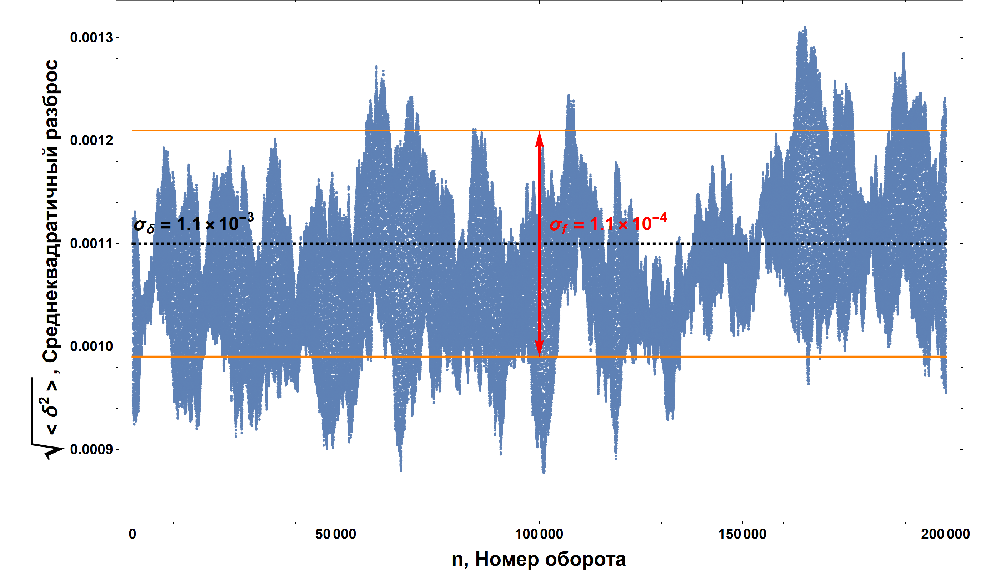 √<δ²>, Среднеквадратичный разброс
0.0013
0.0012
0.0011
0.0010
0.0009
σδ = 1.1×10⁻³
σf = 1.1×10⁻⁴
0 50 000 100 000 150 000 200 000
n, Номер оборота